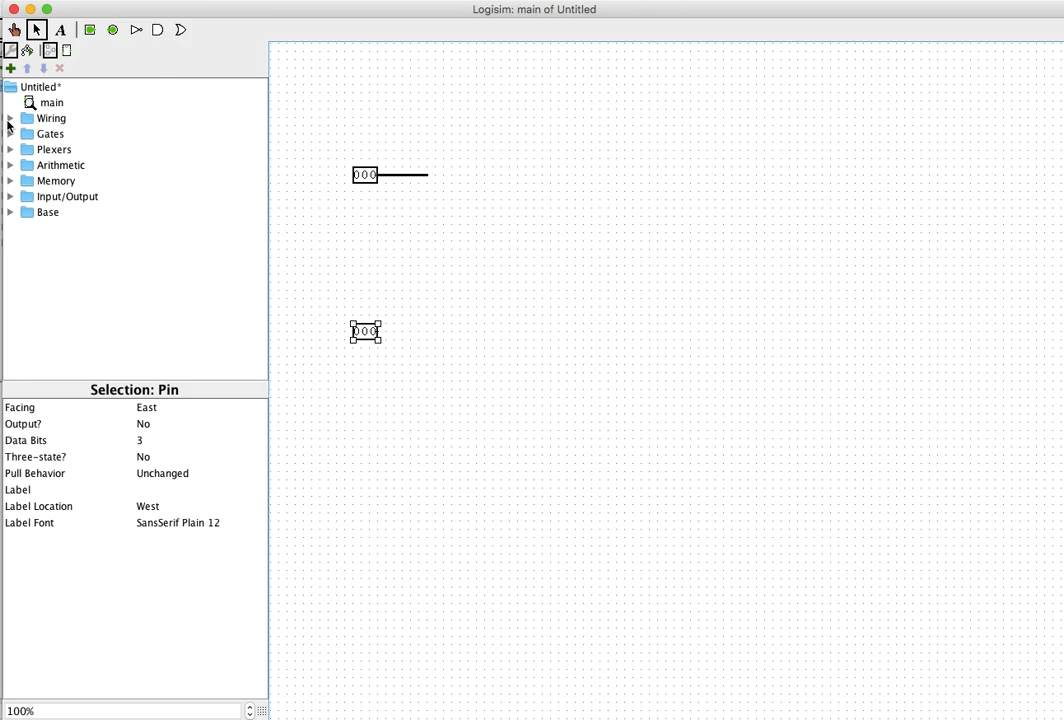 Logisim: main of Untitled
A
Untitled*
main
Wiring
Gates
Plexers
Arithmetic
Memory
Input/Output
Base
000
000
Selection: Pin
Facing East
Output? No
Data Bits 3
Three-state? No
Pull Behavior Unchanged
Label
Label Location West
Label Font SansSerif Plain 12
100%